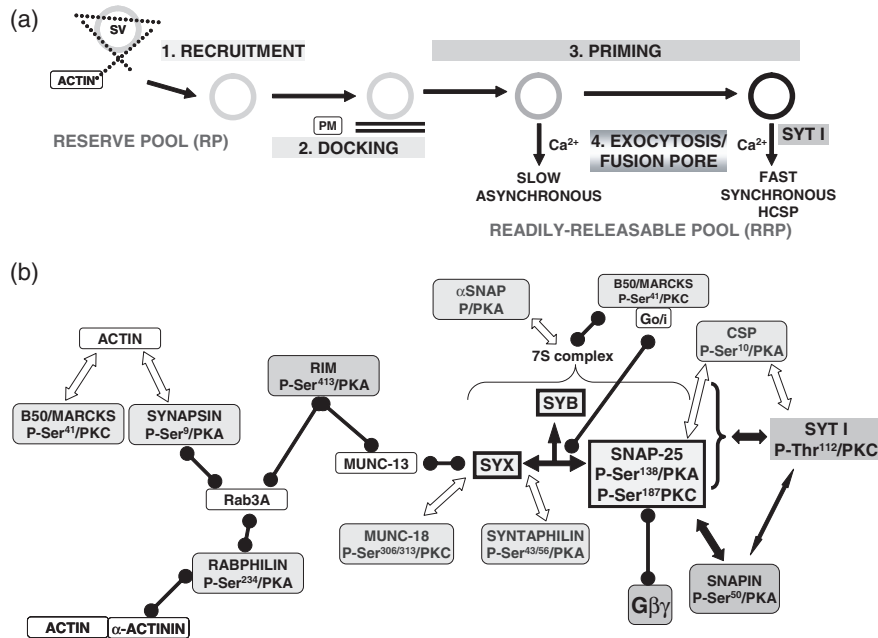 (a)
SV
ACTIN
1. RECRUITMENT
3. PRIMING
RESERVE POOL (RP)
PM
2. DOCKING
Ca²⁺
4. EXOCYTOSIS/
FUSION PORE
Ca²⁺
SYT I
SLOW
ASYNCHRONOUS
FAST
SYNCHRONOUS
HCSP
READILY-RELEASABLE POOL (RRP)
(b)
αSNAP
P/PKA
B50/MARCKS
P-Ser⁴¹/PKC
Go/i
CSP
P-Ser¹⁰/PKA
7S complex
ACTIN
RIM
P-Ser⁴¹³/PKA
B50/MARCKS
P-Ser⁴¹/PKC
SYNAPSIN
P-Ser⁹/PKA
SYB
SYT I
P-Thr¹¹²/PKC
MUNC-13
SYX
SNAP-25
P-Ser¹³⁸/PKA
P-Ser¹⁸⁷PKC
Rab3A
MUNC-18
P-Ser³⁰⁶/³¹³/PKC
SYNTAPHILIN
P-Ser⁴³/⁵⁶/PKA
RABPHILIN
P-Ser²³⁴/PKA
SNAPIN
P-Ser⁵⁰/PKA
Gβγ
ACTIN
α-ACTININ